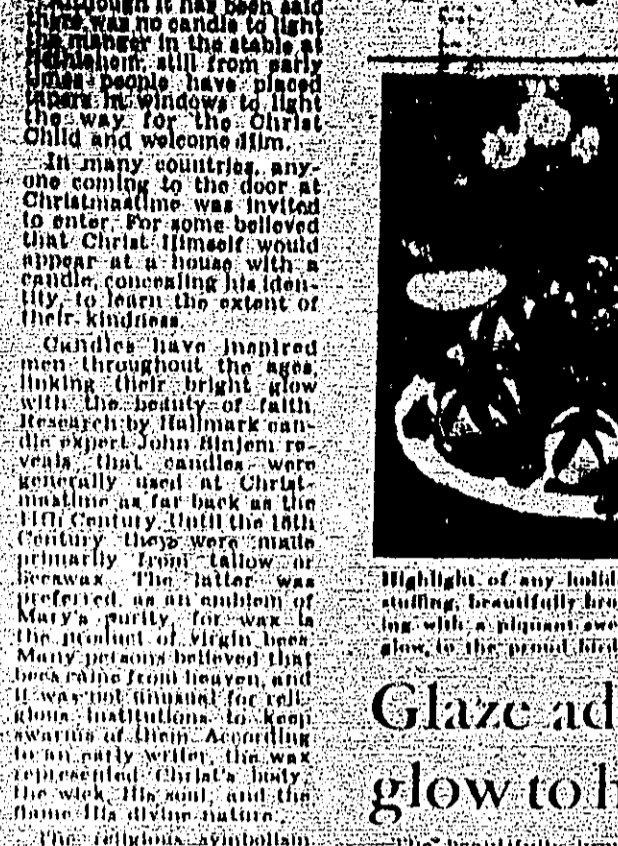 Although it has been said
there was no candle to light
the manger in the stable at
Bethlehem, still from early
times people have placed
tapers in windows to light
the way for the Christ
Child and welcome Him.
In many countries, any-
one coming to the door at
Christmastime was invited
to enter. For some believed
that Christ Himself would
appear at a house with a
candle, concealing his iden-
tity, to learn the extent of
their kindness.
Candles have inspired
men throughout the ages,
linking their bright glow
with the beauty of faith
Research by Hallmark can-
dle expert John Hinjem re-
veals that candles were
generally used at Christ-
mastime as far back as the
Century. Until the
Century they were made
primarily from tallow or
beeswax. The latter was
preferred, as an emblem of
Mary's purity, for wax is
the product of virgin bees.
Many persons believed that
bees came from heaven, and
it was not unusual for reli-
gious institutions to keep
swarms of them. According
to an early writer, the wax
represented Christ's body,
the wick, His soul, and the
flame His divine nature.
The religious symbolism
Highlight of any holid
stuffing, beautifully bro
ing with a piquant swe
glow, to the proud bird
Glaze ad
glow to h
The beautifully